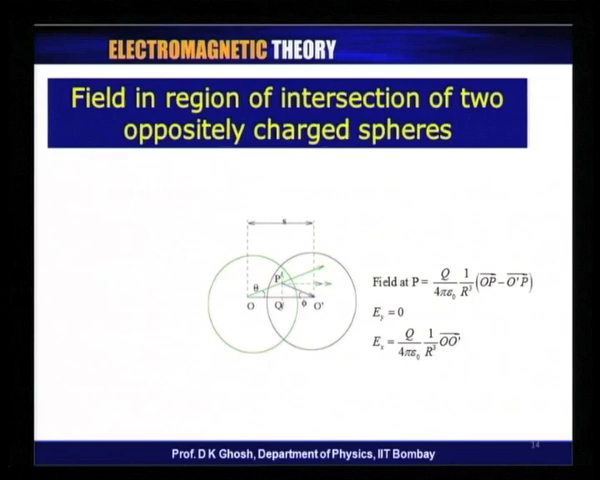 ELECTROMAGNETIC THEORY
Field in region of intersection of two
oppositely charged spheres
s
P
θ
θ
O
Q
O'
Field at P = Q/4πε₀ 1/R³ (OP − O'P)
E_y = 0
E_x = Q/4πε₀ 1/R³ OO'
14
Prof. D K Ghosh, Department of Physics, IIT Bombay